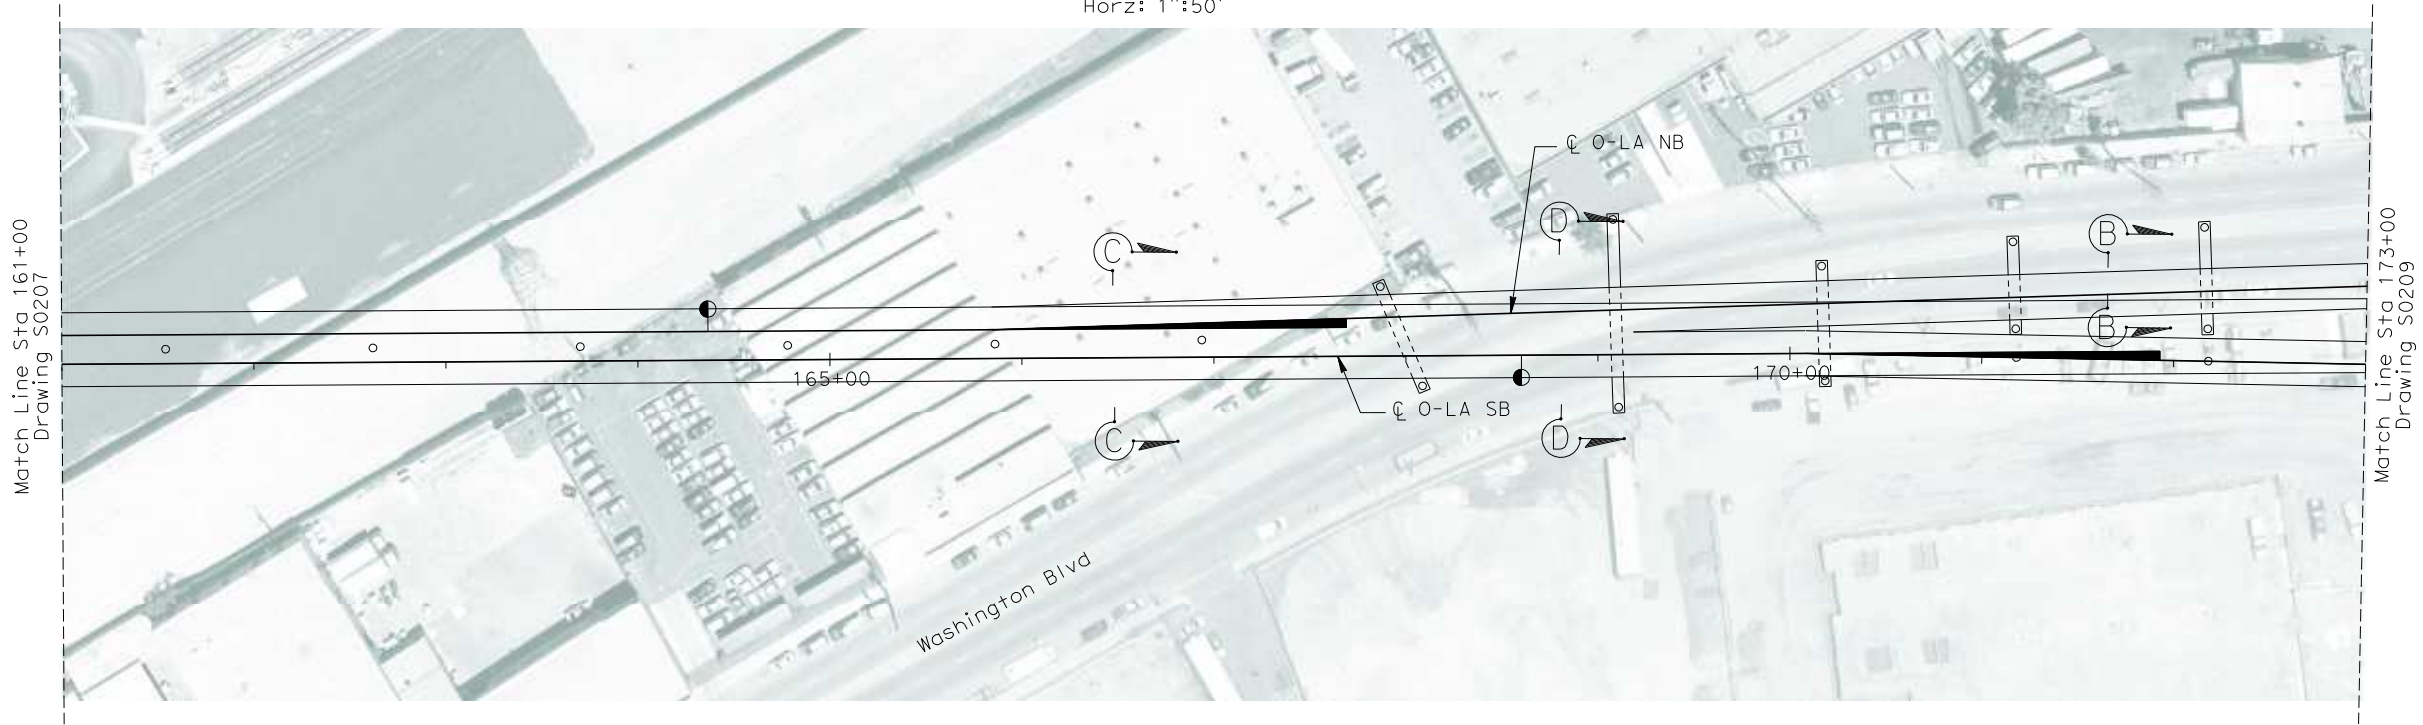 Horz: 1":50'
Match Line Sta 161+00
Drawing S0207
℄ O-LA NB
D
C
B
Match Line Sta 173+00
Drawing S0209
B
165+00
170+00
℄ O-LA SB
C
D
Washington Blvd